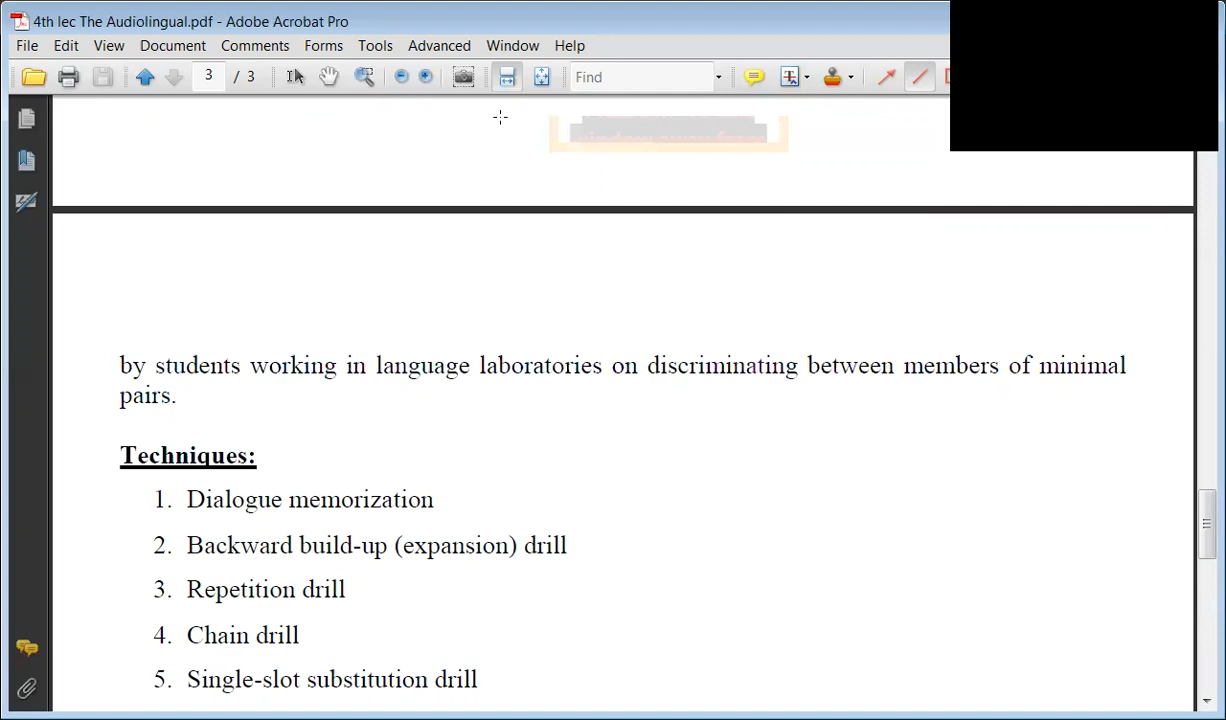 4th lec The Audiolingual.pdf - Adobe Acrobat Pro
File Edit View Document Comments Forms Tools Advanced Window Help
3 / 3 Find
by students working in language laboratories on discriminating between members of minimal
pairs.
Techniques:
1. Dialogue memorization
2. Backward build-up (expansion) drill
3. Repetition drill
4. Chain drill
5. Single-slot substitution drill